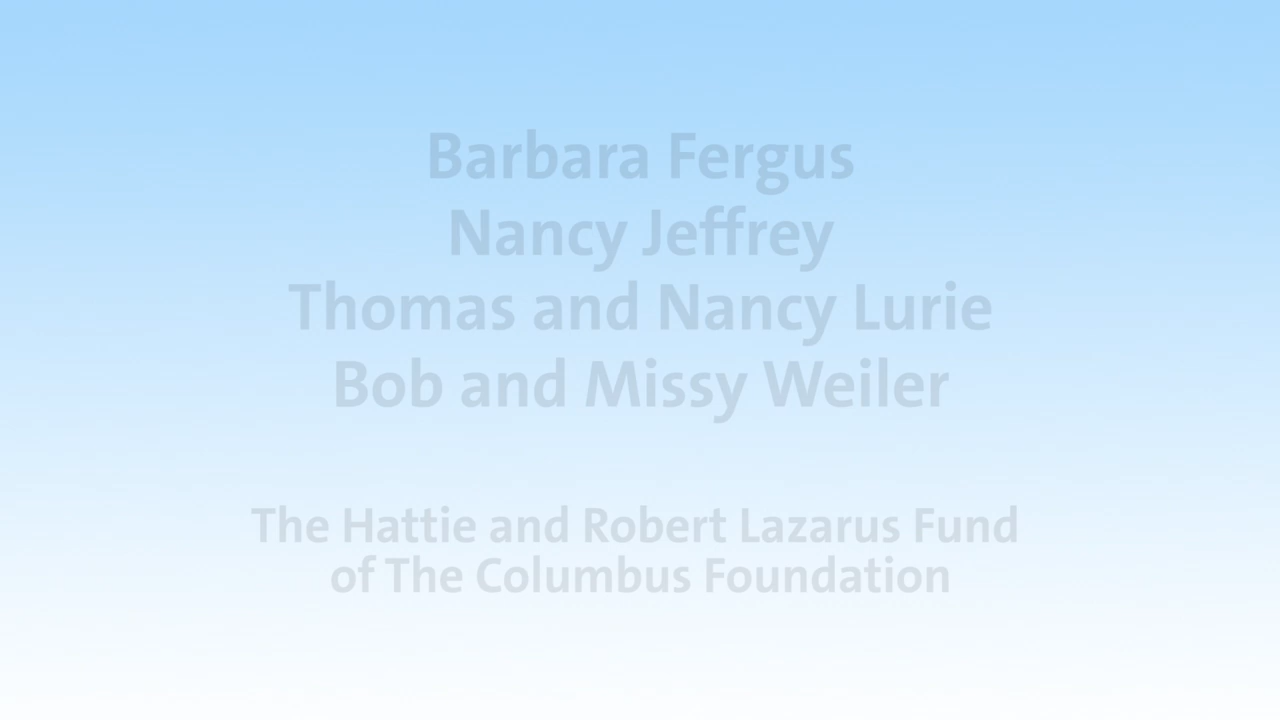 Barbara Fergus
Nancy Jeffrey
Thomas and Nancy Lurie
Bob and Missy Weiler
The Hattie and Robert Lazarus Fund
of The Columbus Foundation